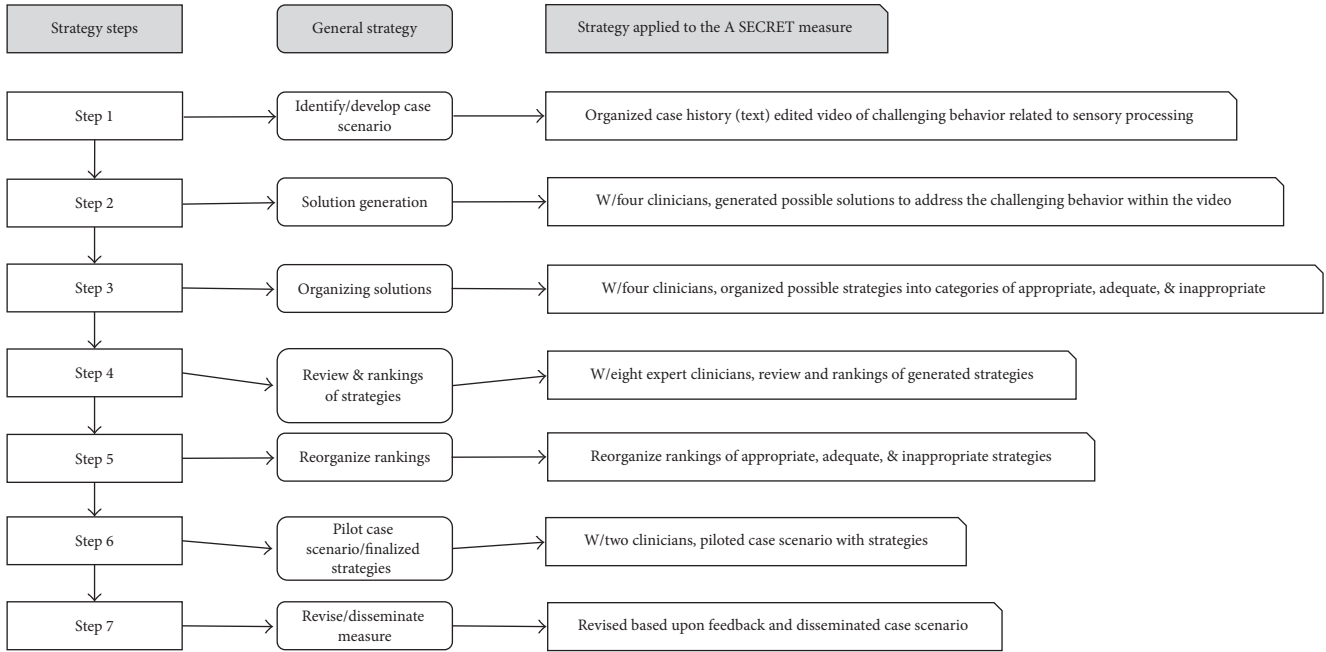 Strategy steps
General strategy
Strategy applied to the A SECRET measure
Step 1
Identify/develop case
scenario
Organized case history (text) edited video of challenging behavior related to sensory processing
Step 2
Solution generation
W/four clinicians, generated possible solutions to address the challenging behavior within the video
Step 3
Organizing solutions
W/four clinicians, organized possible strategies into categories of appropriate, adequate, & inappropriate
Step 4
Review & rankings
of strategies
W/eight expert clinicians, review and rankings of generated strategies
Step 5
Reorganize rankings
Reorganize rankings of appropriate, adequate, & inappropriate strategies
Step 6
Pilot case
scenario/finalized
strategies
W/two clinicians, piloted case scenario with strategies
Step 7
Revise/disseminate
measure
Revised based upon feedback and disseminated case scenario